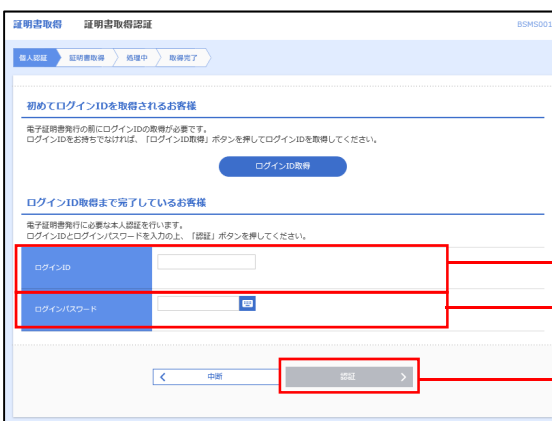 証明書取得 証明書取得認証 BSMS001
個人認証 証明書取得 処理中 取得完了
初めてログインIDを取得されるお客様
電子証明書発行の前にログインIDの取得が必要です。
ログインIDをお持ちでなければ、「ログインID取得」ボタンを押してログインIDを取得してください。
ログインID取得
ログインID取得まで完了しているお客様
電子証明書発行に必要な本人認証を行います。
ログインIDとログインパスワードを入力の上、「認証」ボタンを押してください。
ログインID
ログインパスワード
中断 認証